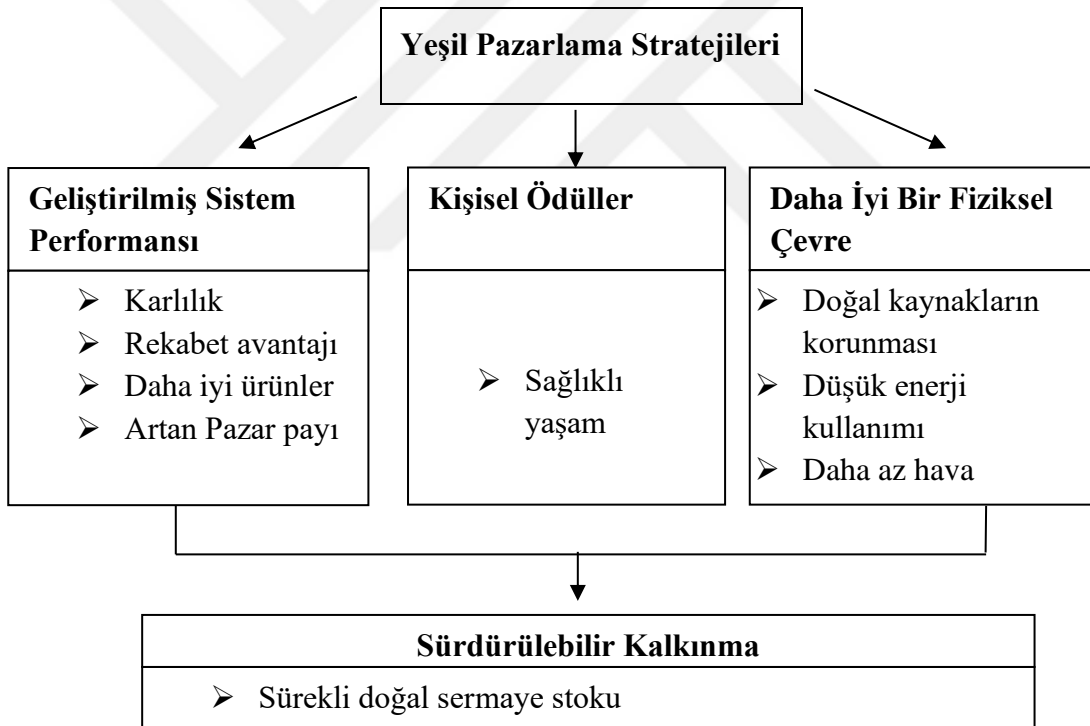 Yeşil Pazarlama Stratejileri
Geliştirilmiş Sistem
Performansı
➢ Karlılık
➢ Rekabet avantajı
➢ Daha iyi ürünler
➢ Artan Pazar payı
Kişisel Ödüller
➢ Sağlıklı
yaşam
Daha İyi Bir Fiziksel
Çevre
➢ Doğal kaynakların
korunması
➢ Düşük enerji
kullanımı
➢ Daha az hava
Sürdürülebilir Kalkınma
➢ Sürekli doğal sermaye stoku